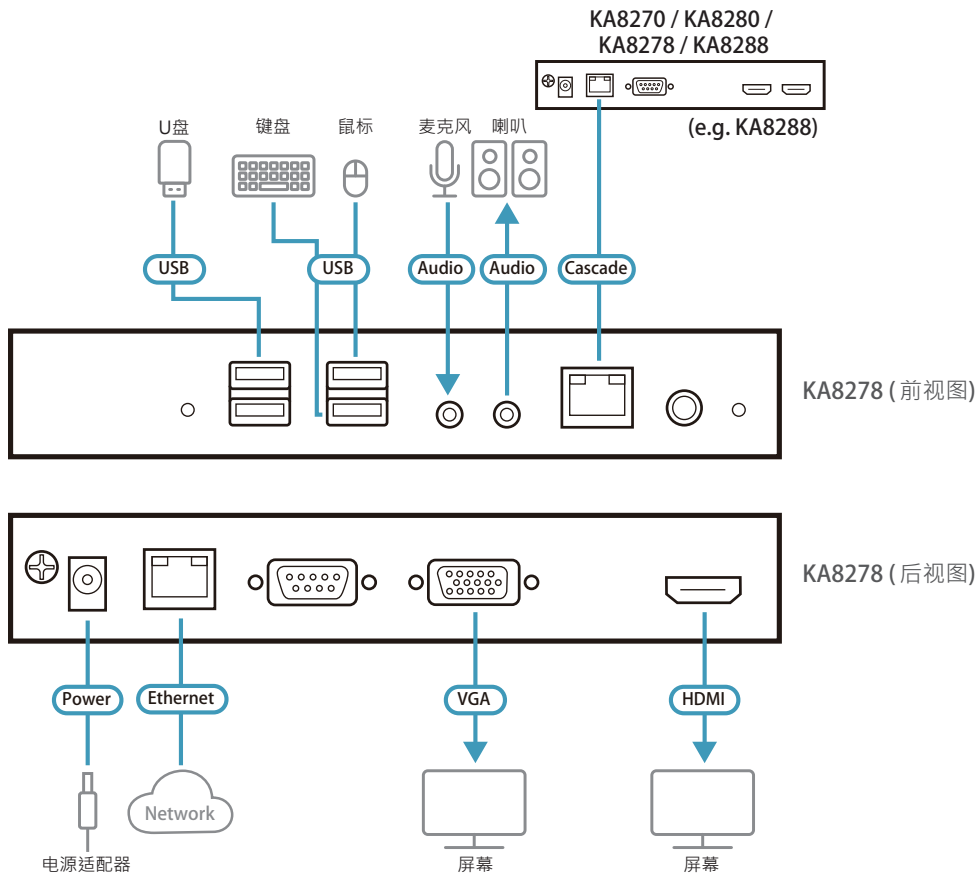 KA8270 / KA8280 /
KA8278 / KA8288
(e.g. KA8288)
U盘
键盘
鼠标
麦克风
喇叭
USB
USB
Audio
Audio
Cascade
KA8278 ( 前视图)
KA8278 ( 后视图)
Power
Ethernet
VGA
HDMI
Network
电源适配器
屏幕
屏幕